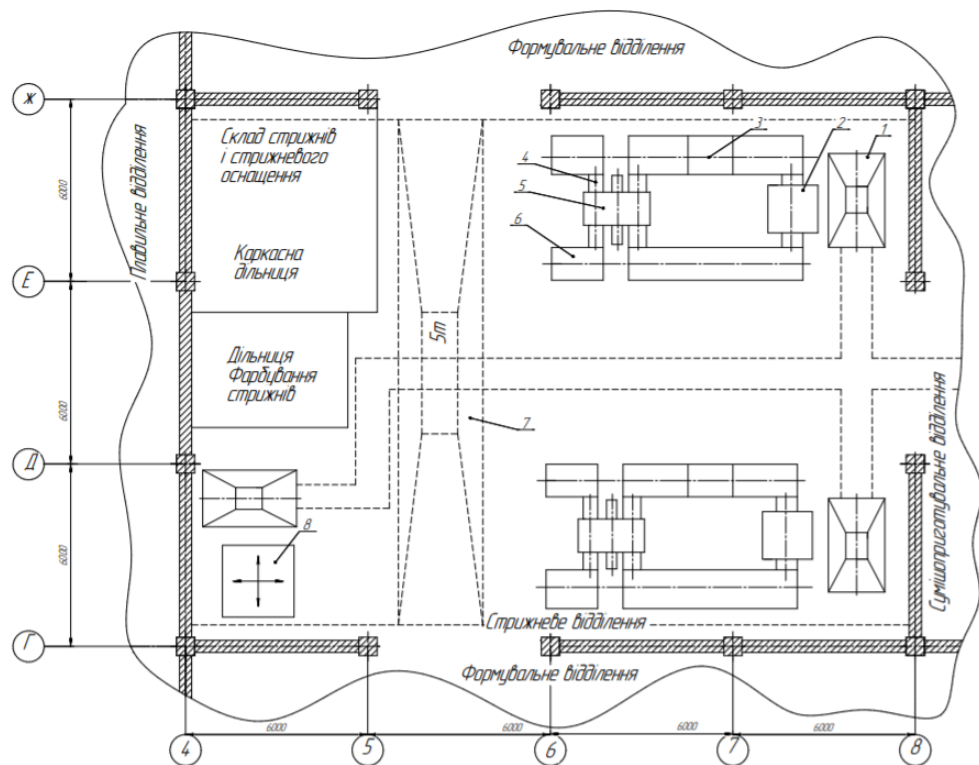 Формувальне відділення
Ж
Склад стрижнів
і стрижневого
оснащення
Плавильне відділення
3
2
1
4
5
6
6000
Каркасна
дільниця
Е
5т
Дільниця
Фарбування
стрижнів
6000
7
Д
8
6000
Сумішопригатувальне відділення
Стрижневе відділення
Г
Формувальне відділення
6000
6000
6000
6000
4
5
6
7
8